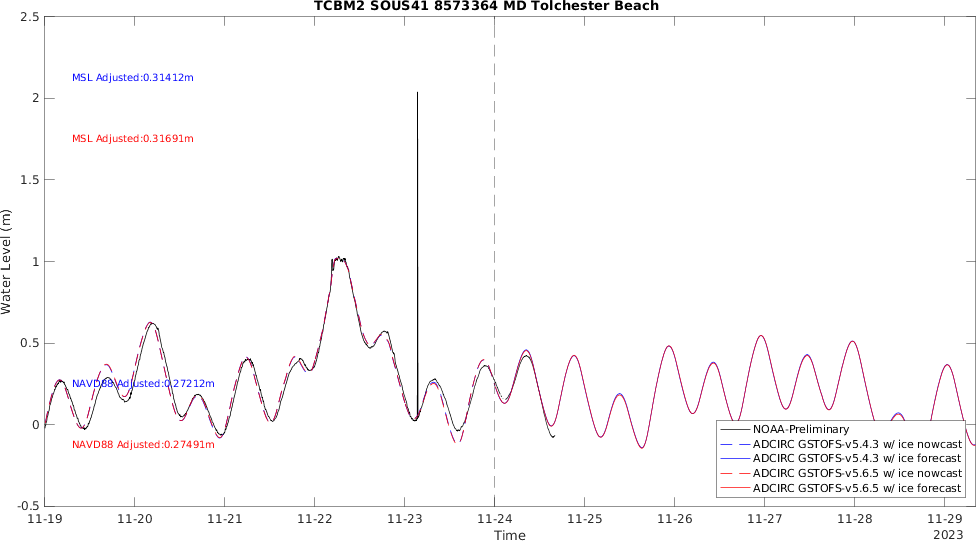 TCBM2 SOUS41 8573364 MD Tolchester Beach
2.5
2
1.5
1
0.5
0
-0.5
Water Level (m)
MSL Adjusted:0.31412m
MSL Adjusted:0.31691m
NAVD88 Adjusted:0.27212m
NAVD88 Adjusted:0.27491m
NOAA-Preliminary
ADCIRC GSTOFS-v5.4.3 w/ ice nowcast
ADCIRC GSTOFS-v5.4.3 w/ ice forecast
ADCIRC GSTOFS-v5.6.5 w/ ice nowcast
ADCIRC GSTOFS-v5.6.5 w/ ice forecast
11-19 11-20 11-21 11-22 11-23 11-24 11-25 11-26 11-27 11-28 11-29
2023
Time